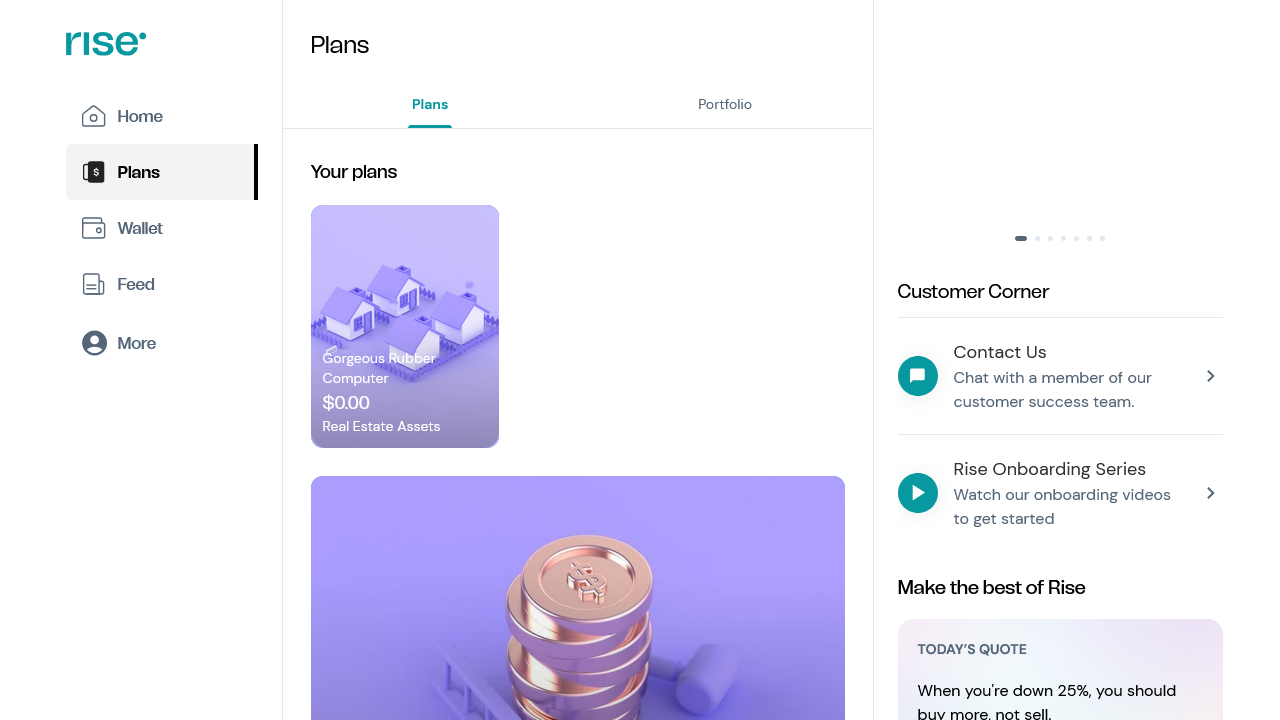 rise
Home
Plans
Wallet
Feed
More
Plans
Plans
Portfolio
Your plans
Gorgeous Rubber
Computer
$0.00
Real Estate Assets
Customer Corner
Contact Us
Chat with a member of our
customer success team.
Rise Onboarding Series
Watch our onboarding videos
to get started
Make the best of Rise
TODAY'S QUOTE
When you're down 25%, you should
buy more, not sell.